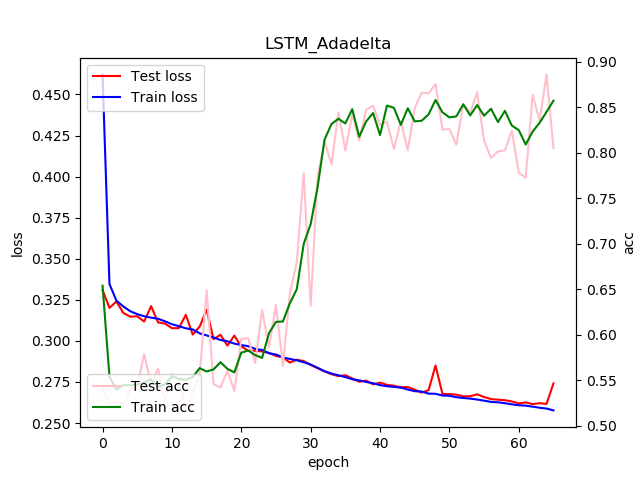 LSTM_Adadelta
Test loss
Train loss
Test acc
Train acc
loss
0.450
0.425
0.400
0.375
0.350
0.325
0.300
0.275
0.250
0.90
0.85
0.80
0.75
0.70
0.65
0.60
0.55
0.50
acc
0 10 20 30 40 50 60
epoch